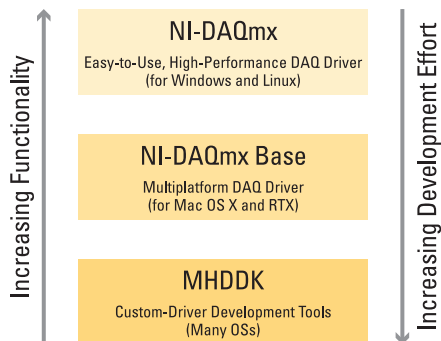 Increasing Functionality
NI-DAQmx
Easy-to-Use, High-Performance DAQ Driver
(for Windows and Linux)
NI-DAQmx Base
Multiplatform DAQ Driver
(for Mac OS X and RTX)
MHDDK
Custom-Driver Development Tools
(Many OSs)
Increasing Development Effort